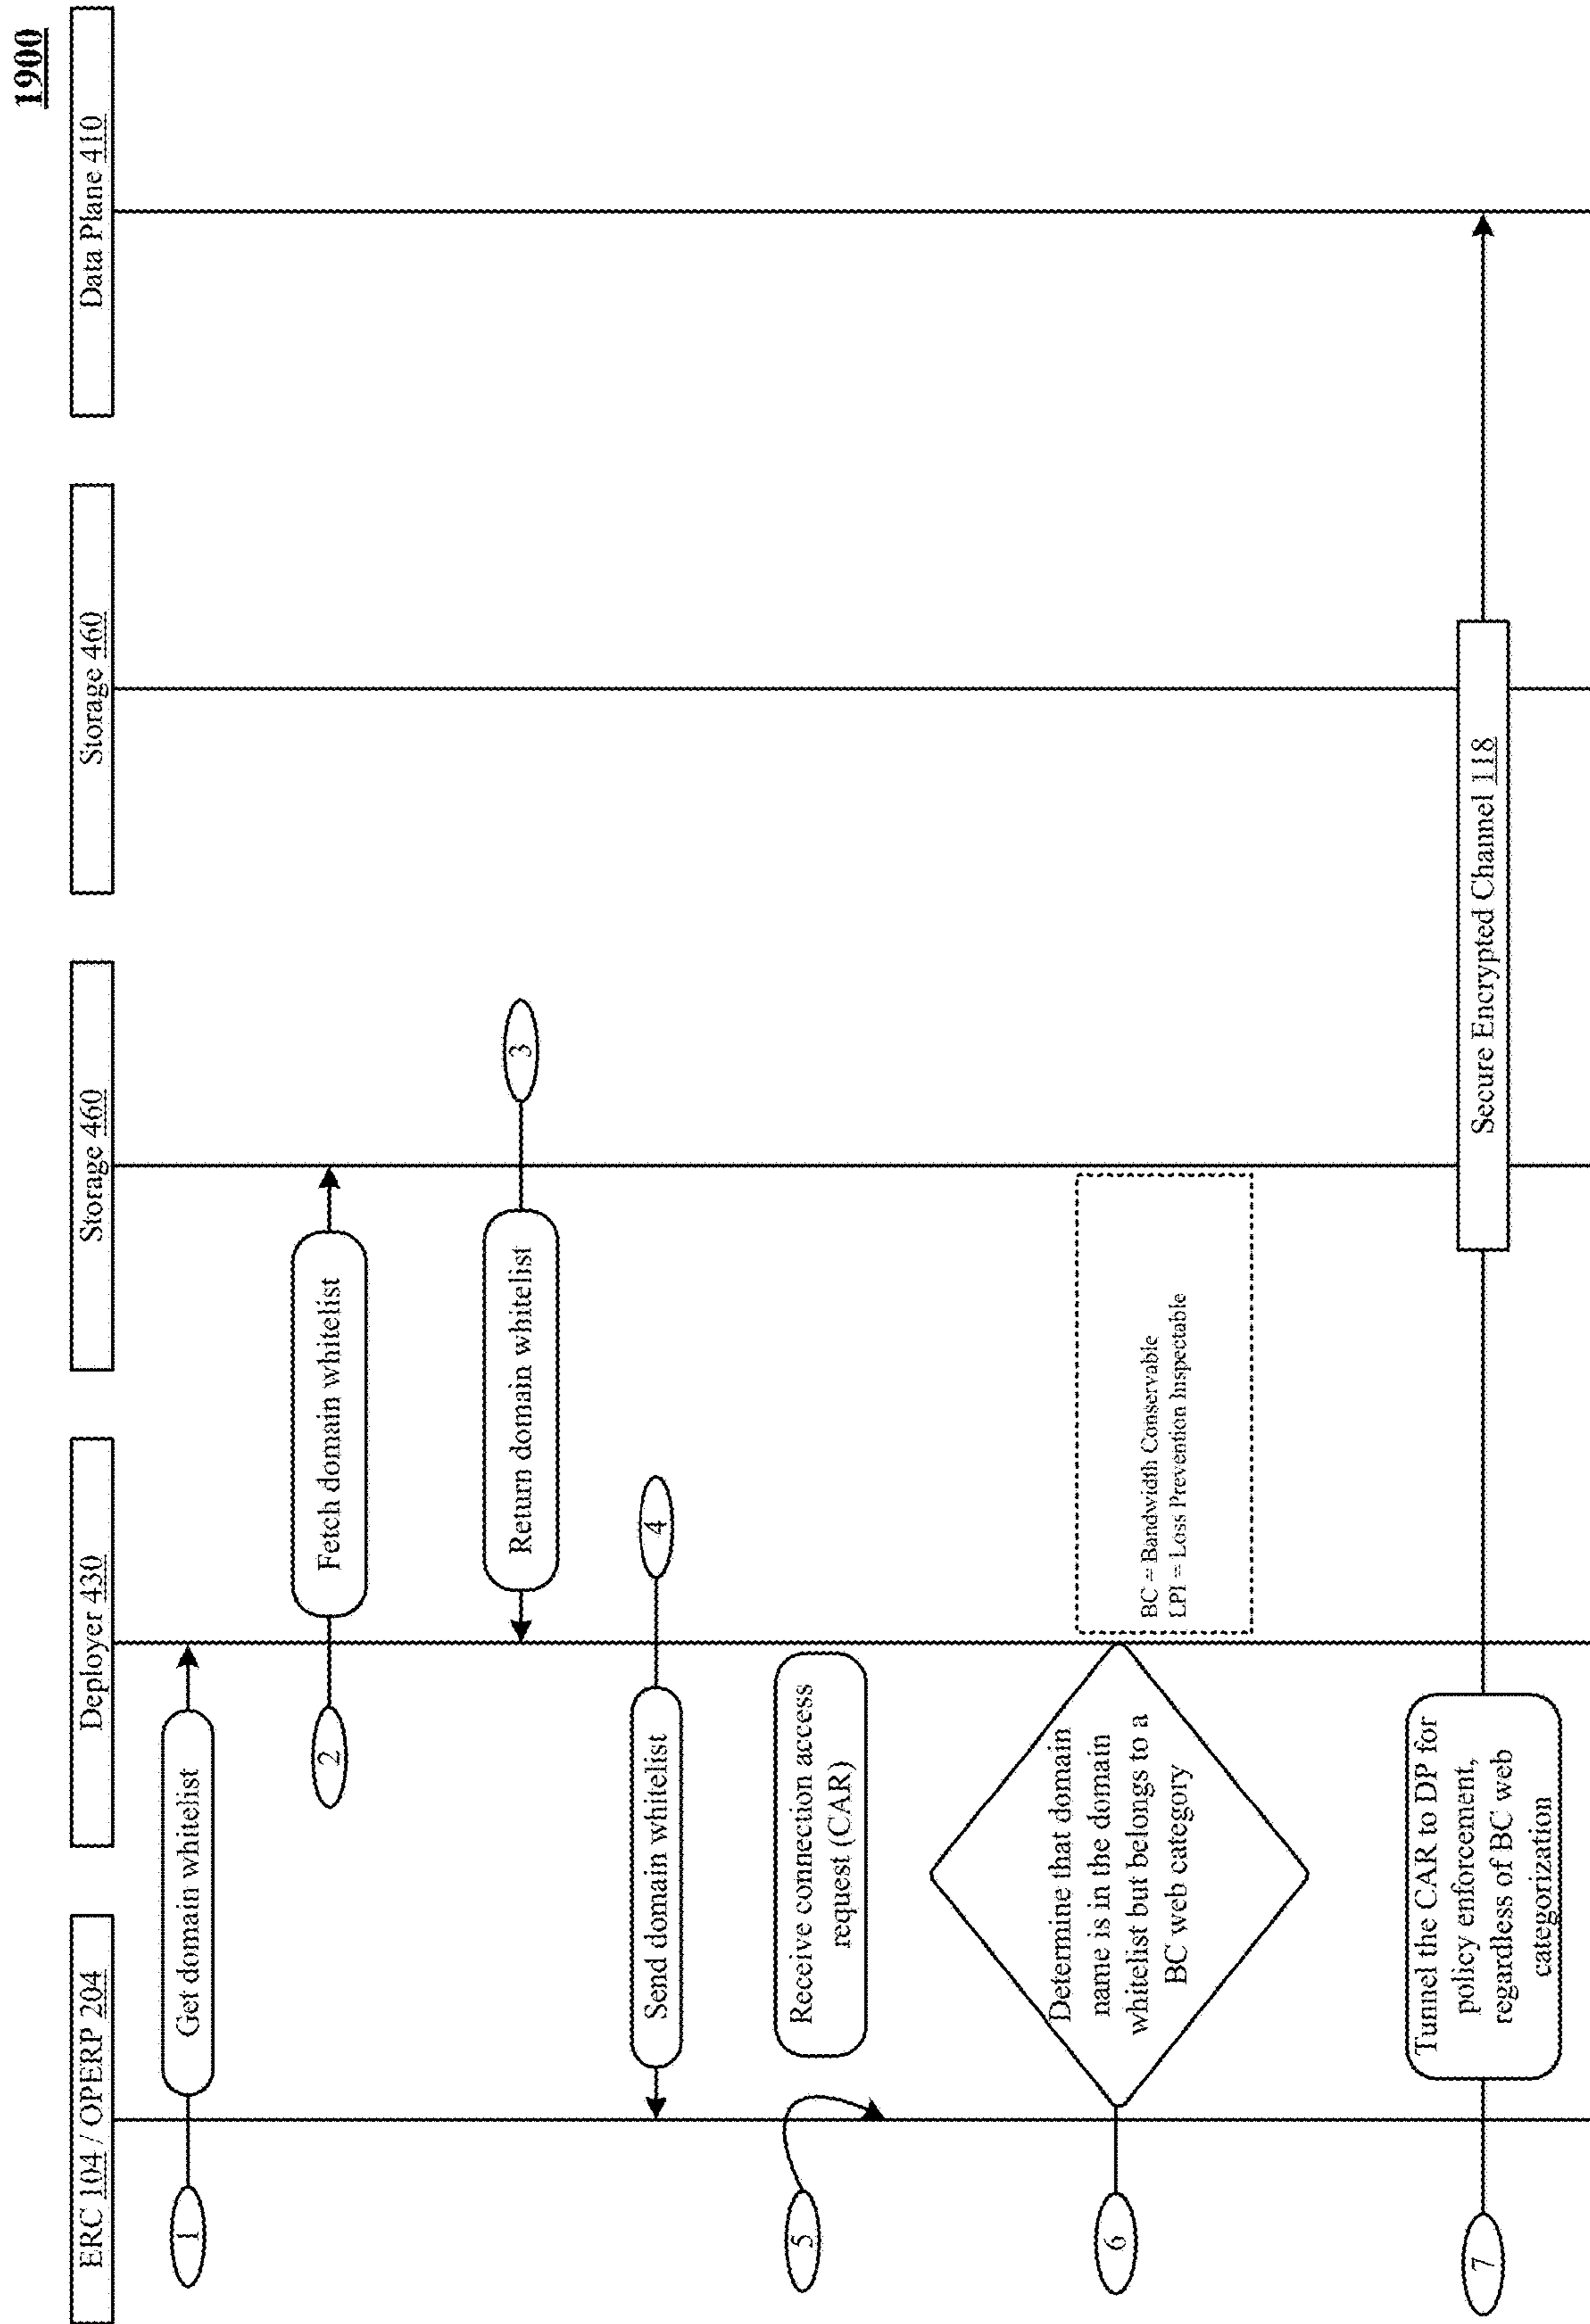 1900
ERC 104 / OPERP 204
Deployer 430
Storage 460
Storage 460
Data Plane 410
1
Get domain whitelist
2
Fetch domain whitelist
Return domain whitelist
3
Send domain whitelist
4
5
Receive connection access
request (CAR)
6
Determine that domain
name is in the domain
whitelist but belongs to a
BC web category
BC = Bandwidth Conservable
LPI = Loss Prevention Inspectable
7
Tunnel the CAR to DP for
policy enforcement,
regardless of BC web
categorization
Secure Encrypted Channel 118